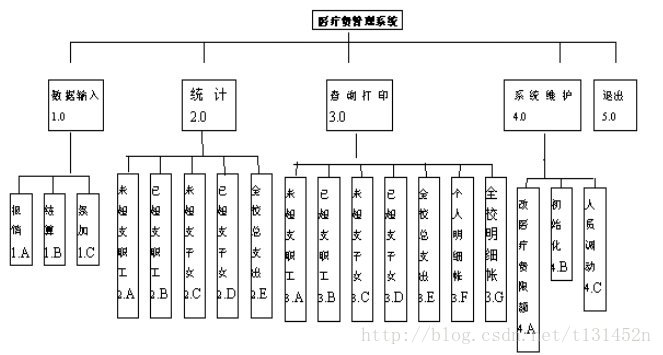 医疗费管理系统
数据输入
1.0
统计
2.0
查询打印
3.0
系统维护
4.0
退出
5.0
报销
1.A
结算
1.B
添加
1.C
未超支职工
2.A
已超支职工
2.B
未超支子女
2.C
已超支子女
2.D
全校总支出
2.E
未超支职工
3.A
已超支职工
3.B
未超支子女
3.C
已超支子女
3.D
全校总支出
3.E
个人明细帐
3.F
全校明细帐
3.G
改医疗费限额
4.A
初始化
4.B
人员调动
4.C
http://blog.csdn.net/t131452n